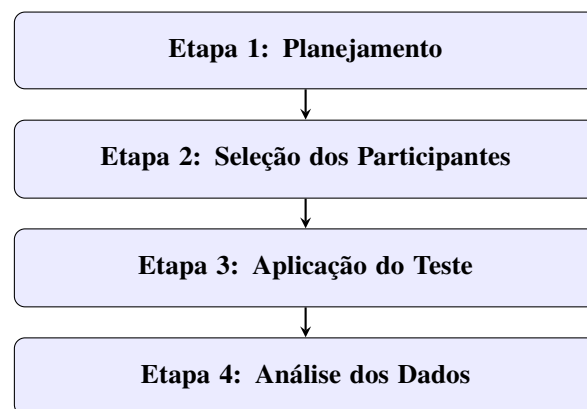 Etapa 1: Planejamento
Etapa 2: Seleção dos Participantes
Etapa 3: Aplicação do Teste
Etapa 4: Análise dos Dados